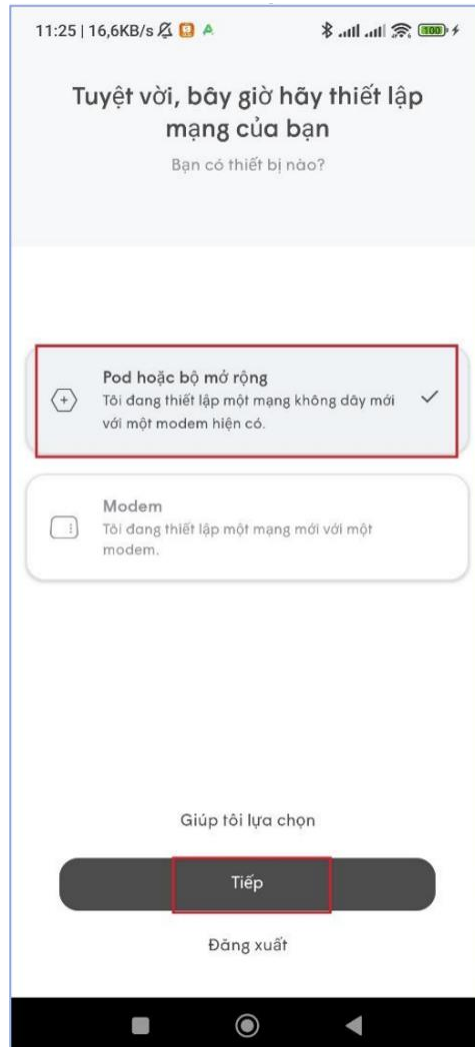 11:25 | 16,6KB/s
100
Tuyệt vời, bây giờ hãy thiết lập
mạng của bạn
Bạn có thiết bị nào?
Pod hoặc bộ mở rộng
Tôi đang thiết lập một mạng không dây mới
với một modem hiện có.
Modem
Tôi đang thiết lập một mạng mới với một
modem.
Giúp tôi lựa chọn
Tiếp
Đăng xuất